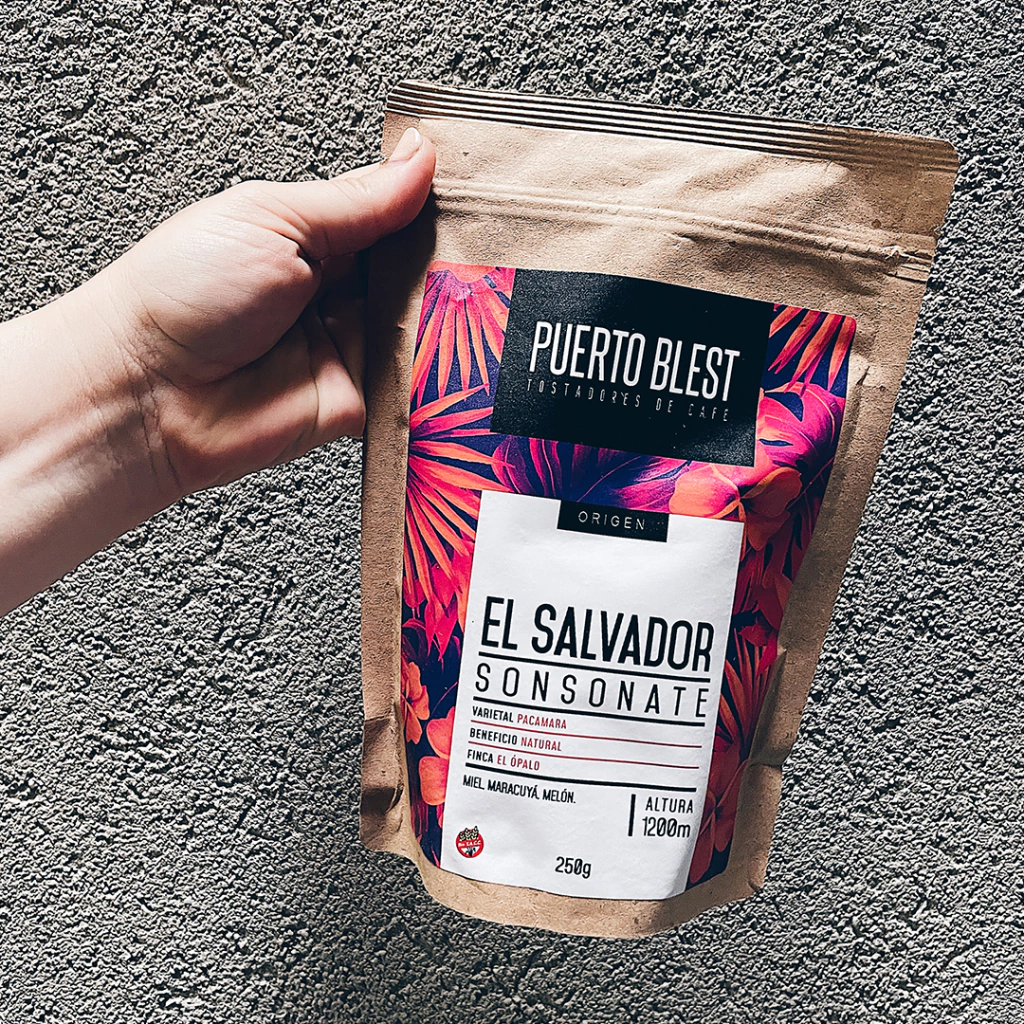 PUERTO BLEST
TOSTADORES DE CAFÉ
ORIGEN
EL SALVADOR
SONSONATE
VARIETAL PACAMARA
BENEFICIO NATURAL
FINCA EL ÓPALO
MIEL, MARACUYÁ, MELÓN.
ALTURA
1200m
250g